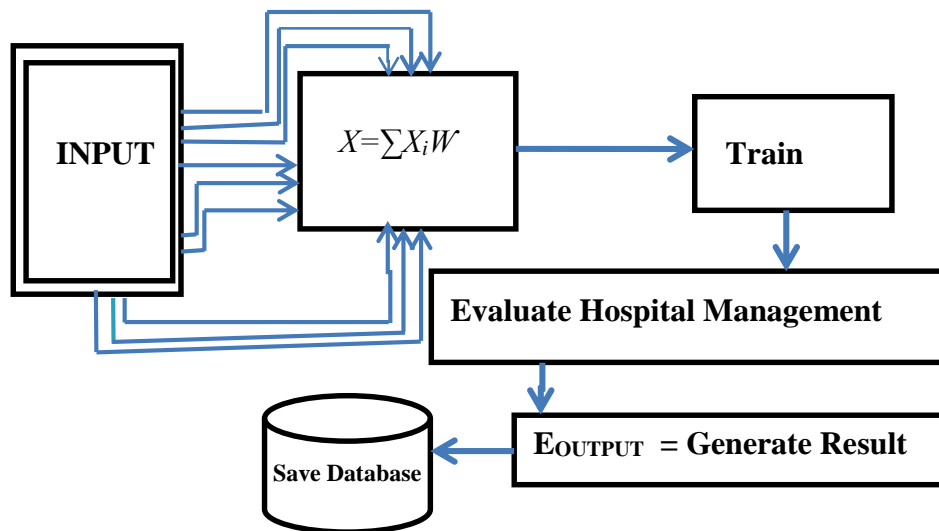 INPUT
X=∑XᵢW
Train
Evaluate Hospital Management
EOUTPUT = Generate Result
Save Database